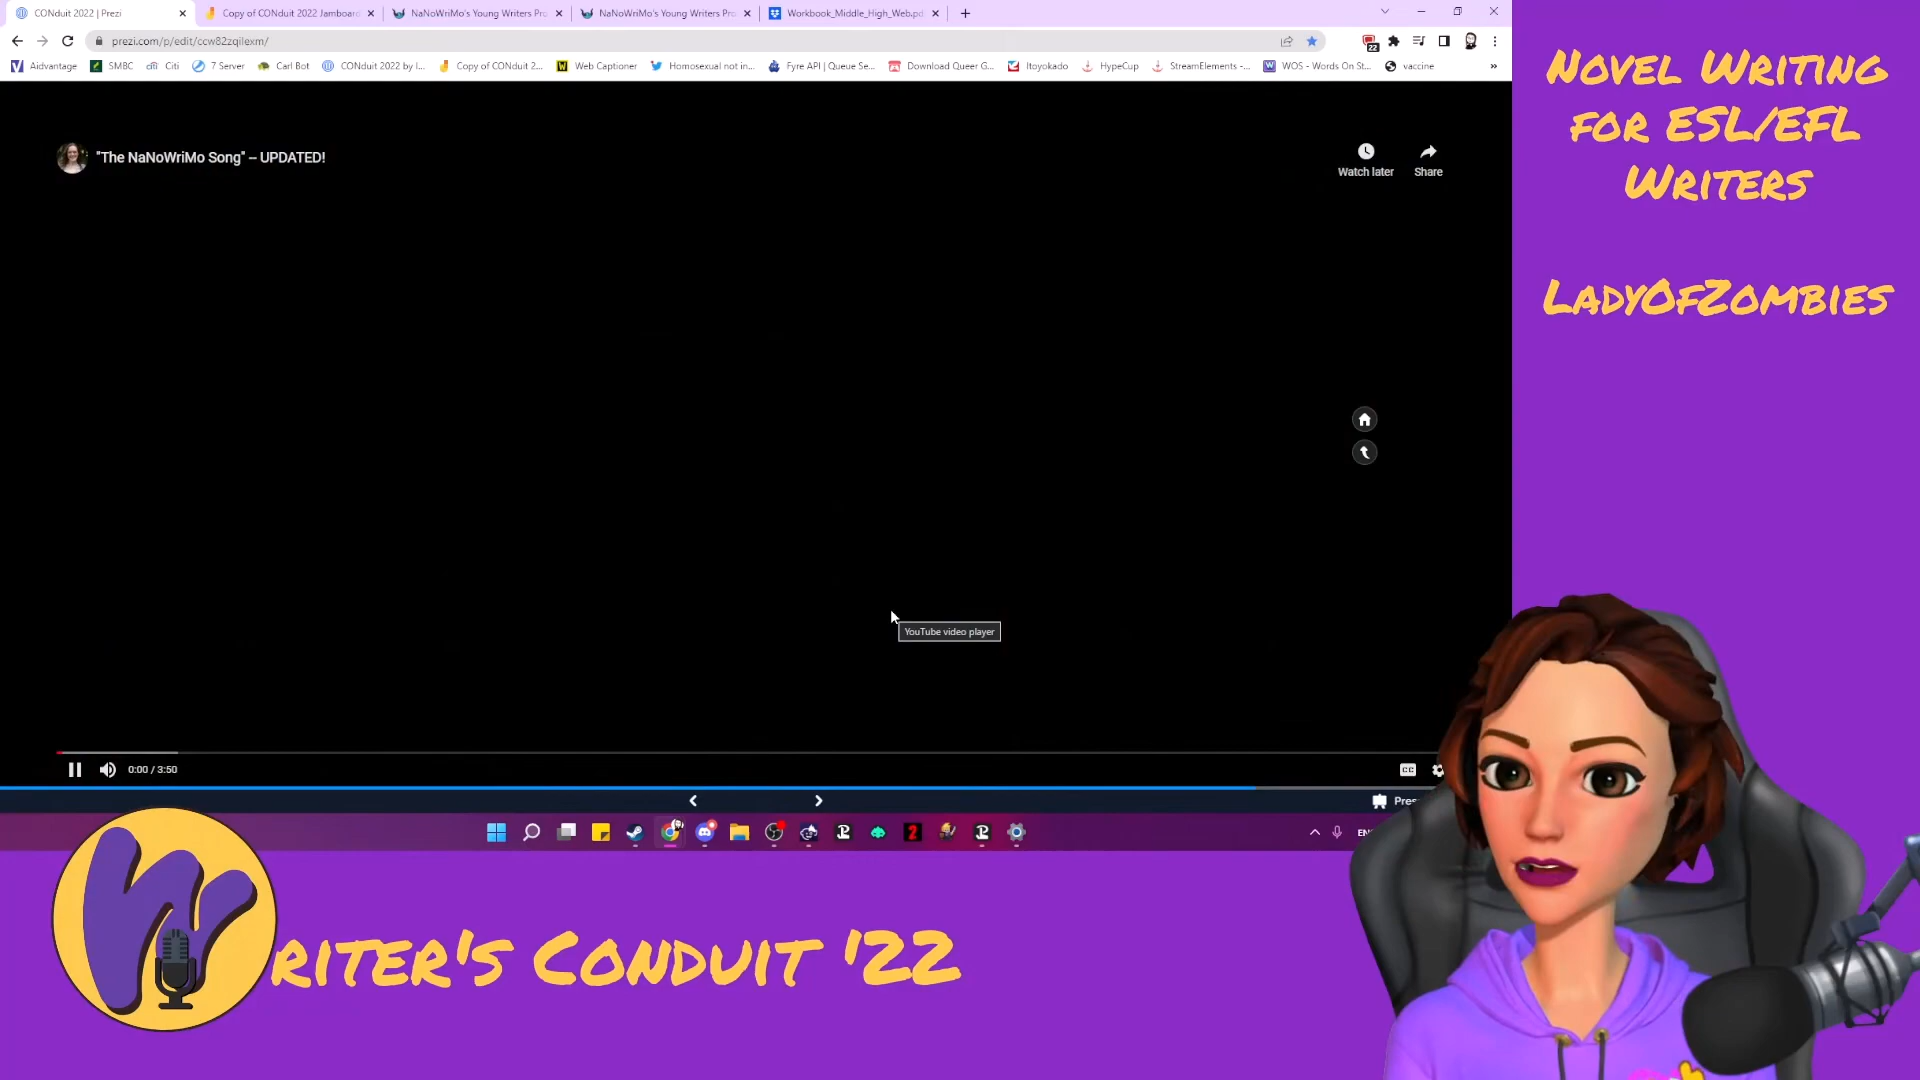 CONduit 2022 | Prezi
Copy of CONduit 2022 Jamboard
NaNoWriMo's Young Writers Pro
NaNoWriMo's Young Writers Pro
Workbook_Middle_High_Web.pd
prezi.com/p/edit/ccw82zqilexm/
22
Aidvantage
SMBC
Citi
7 Server
Carl Bot
CONduit 2022 by l...
Copy of CONduit 2...
Web Captioner
Homosexual not in...
Fyre API | Queue Se...
Download Queer G...
Itoyokado
HypeCup
StreamElements -...
WOS - Words On St...
vaccine
»
"The NaNoWriMo Song" – UPDATED!
Watch later
Share
YouTube video player
0:00 / 3:50
CC
Novel Writing
for ESL/EFL
Writers
LadyOfZombies
Writer's Conduit '22